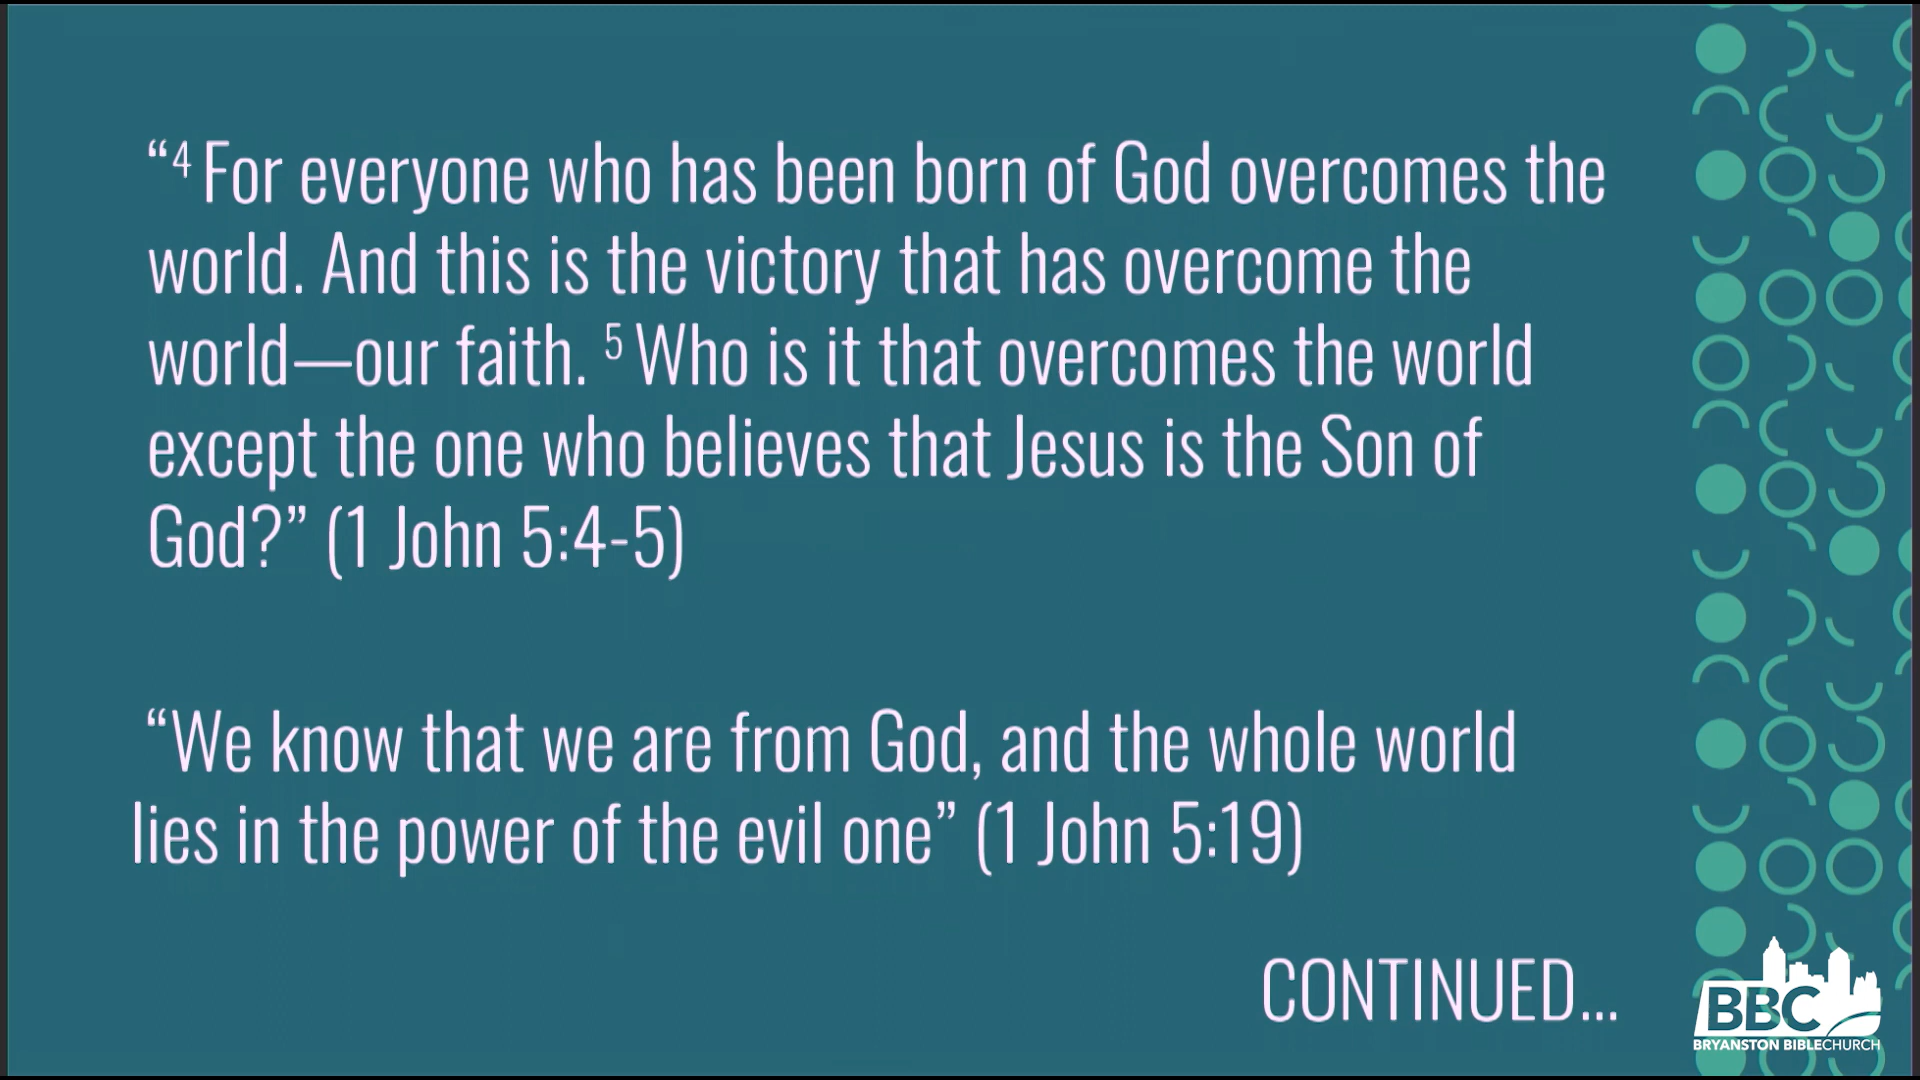 “⁴ For everyone who has been born of God overcomes the
world. And this is the victory that has overcome the
world—our faith. ⁵ Who is it that overcomes the world
except the one who believes that Jesus is the Son of
God?” (1 John 5:4-5)
“We know that we are from God, and the whole world
lies in the power of the evil one” (1 John 5:19)
CONTINUED...
BBC
BRYANSTON BIBLECHURCH